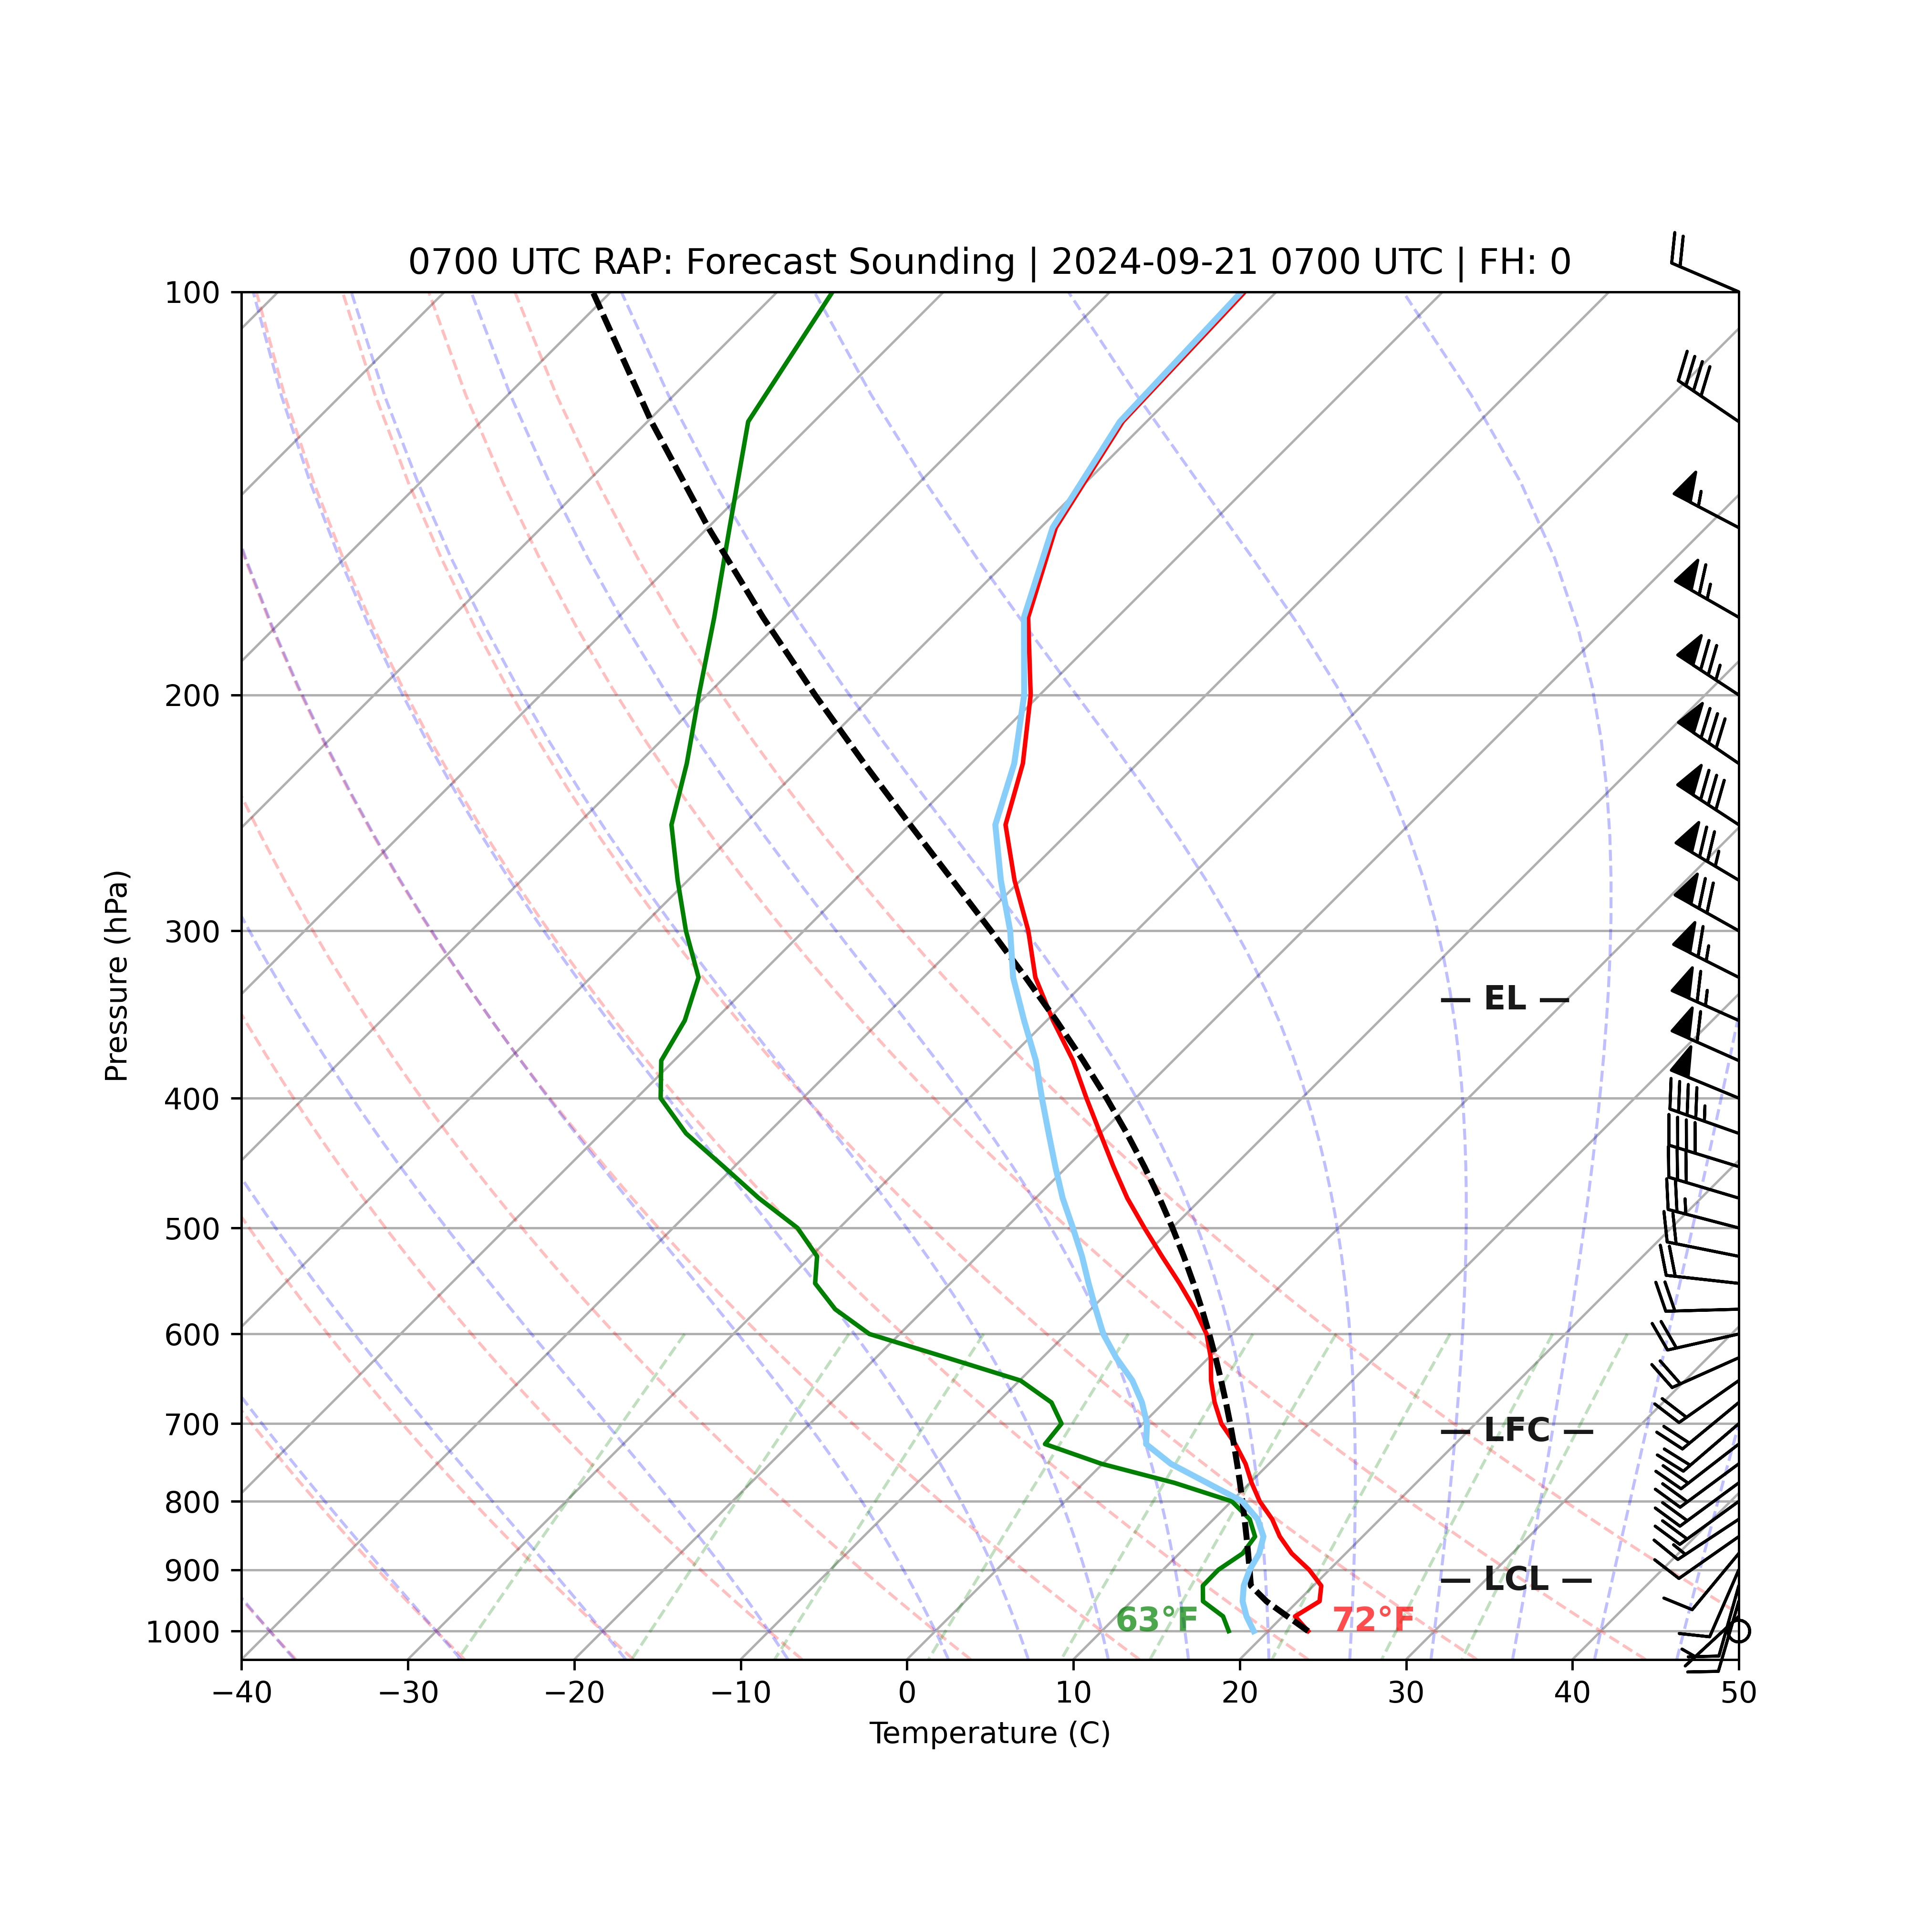 0700 UTC RAP: Forecast Sounding | 2024-09-21 0700 UTC | FH: 0
100
200
300
— EL —
400
500
600
700
— LFC —
800
900
— LCL —
63°F
72°F
1000
Pressure (hPa)
−40 −30 −20 −10 0 10 20 30 40 50
Temperature (C)